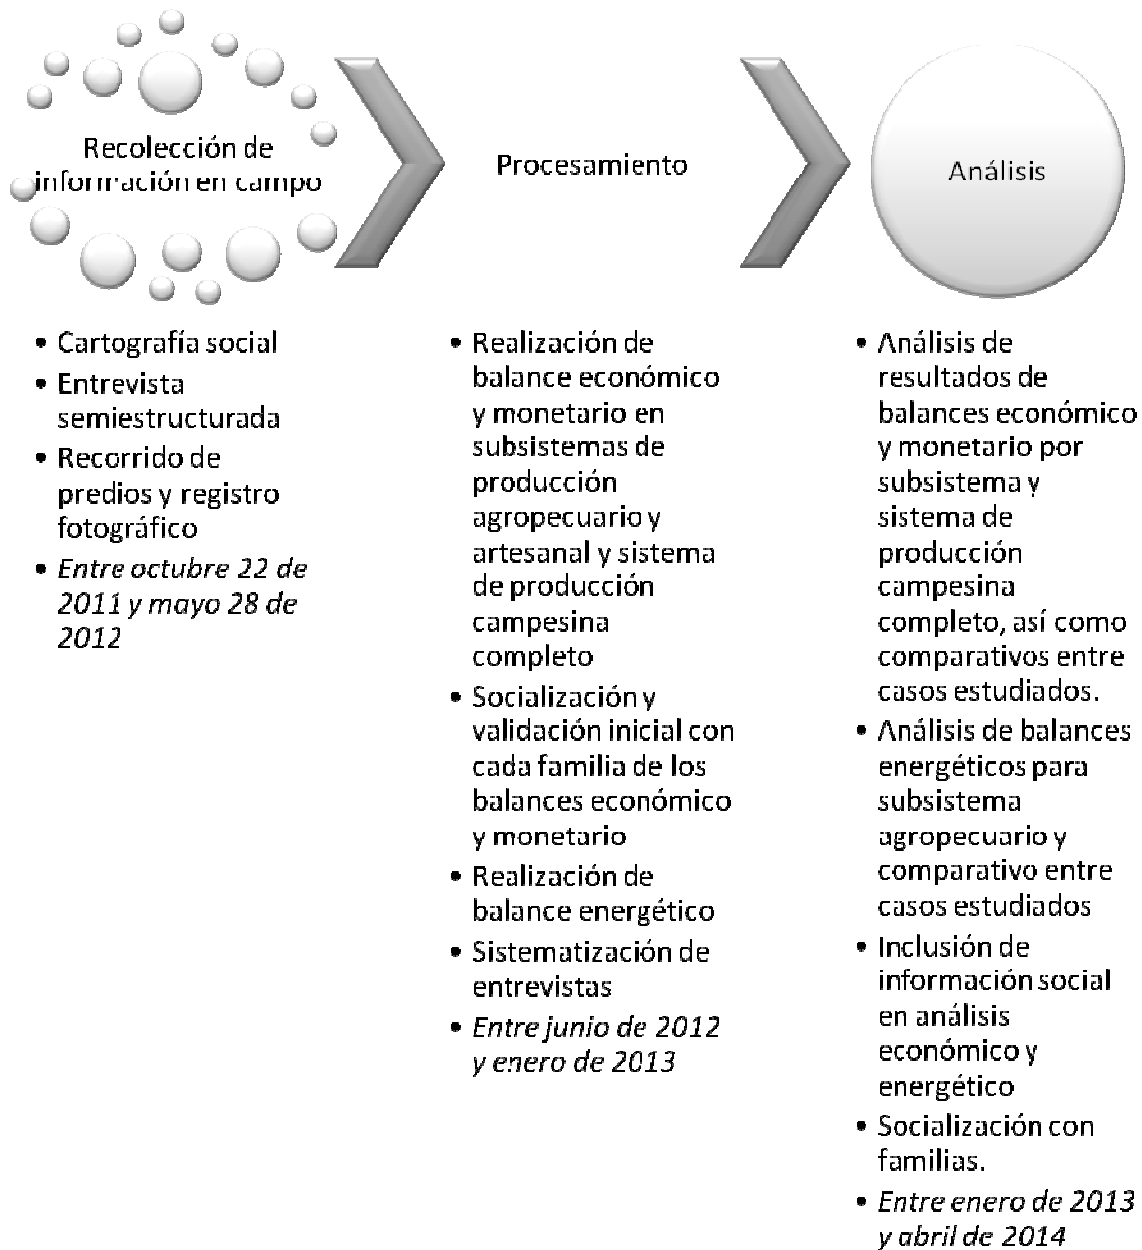 Recolección de
información en campo
• Cartografía social
• Entrevista
semiestructurada
• Recorrido de
predios y registro
fotográfico
• Entre octubre 22 de
2011 y mayo 28 de
2012
Procesamiento
• Realización de
balance económico
y monetario en
subsistemas de
producción
agropecuario y
artesanal y sistema
de producción
campesina
completo
• Socialización y
validación inicial con
cada familia de los
balances económico
y monetario
• Realización de
balance energético
• Sistematización de
entrevistas
• Entre junio de 2012
y enero de 2013
Análisis
• Análisis de
resultados de
balances económico
y monetario por
subsistema y
sistema de
producción
campesina
completo, así como
comparativos entre
casos estudiados.
• Análisis de balances
energéticos para
subsistema
agropecuario y
comparativo entre
casos estudiados
• Inclusión de
información social
en análisis
económico y
energético
• Socialización con
familias.
• Entre enero de 2013
y abril de 2014